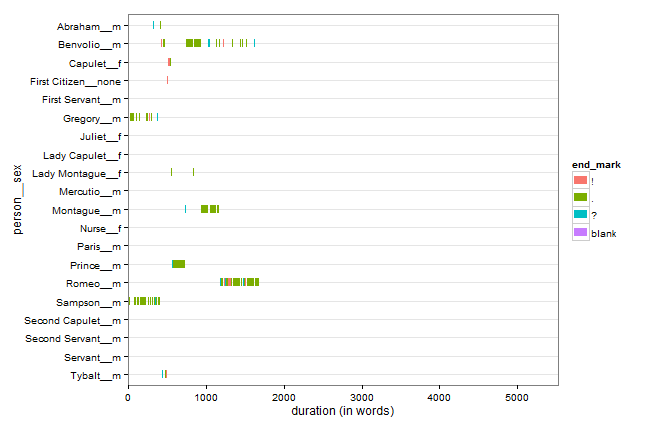 Abraham__m
Benvolio__m
Capulet__f
First Citizen__none
First Servant__m
Gregory__m
Juliet__f
Lady Capulet__f
Lady Montague__f
Mercutio__m
Montague__m
Nurse__f
Paris__m
Prince__m
Romeo__m
Sampson__m
Second Capulet__m
Second Servant__m
Servant__m
Tybalt__m
person__sex
0 1000 2000 3000 4000 5000
duration (in words)
end_mark
!
.
?
blank